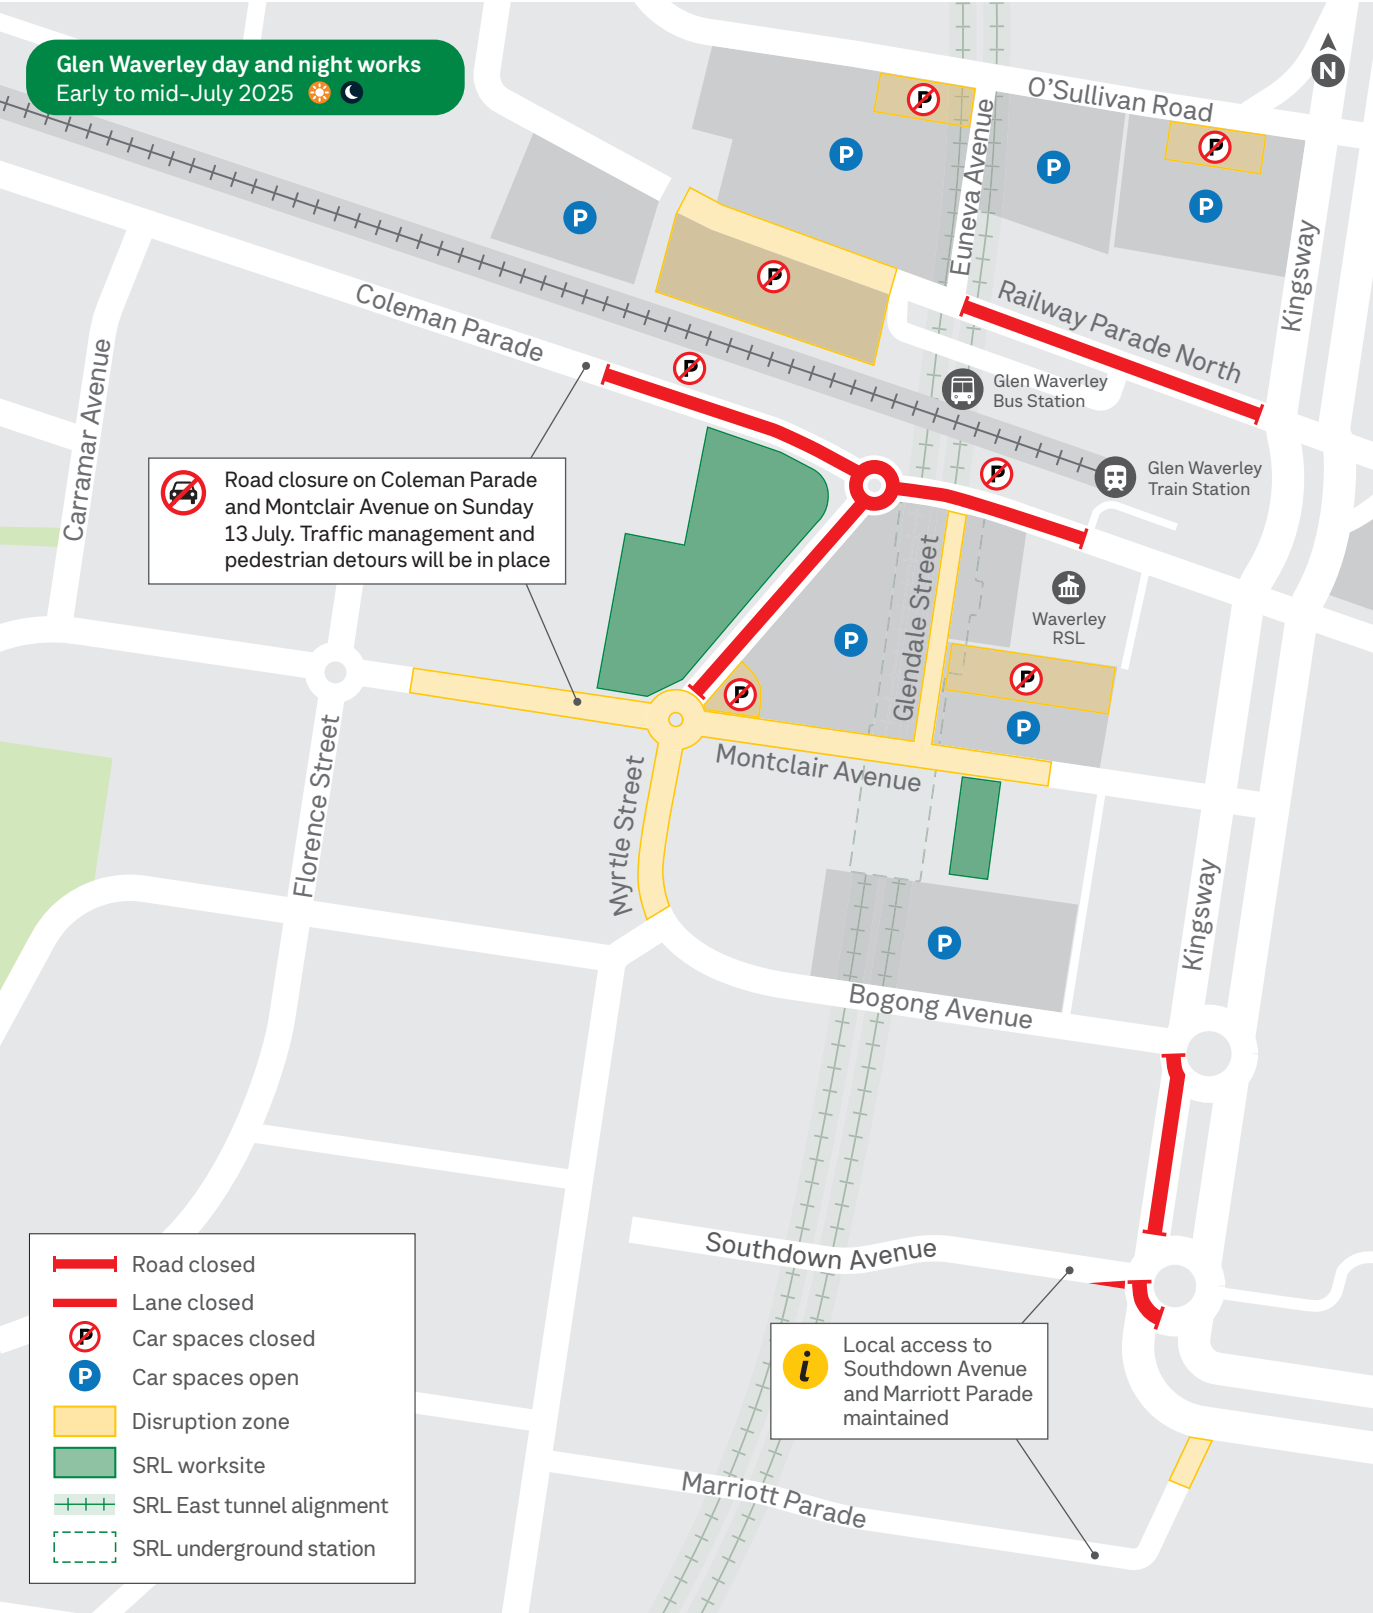 Glen Waverley day and night works
Early to mid-July 2025
N
O'Sullivan Road
P
P
P
P
P
P
Euneva Avenue
Kingsway
P
Railway Parade North
Coleman Parade
P
Glen Waverley
Bus Station
Carramar Avenue
P
Glen Waverley
Train Station
Road closure on Coleman Parade
and Montclair Avenue on Sunday
13 July. Traffic management and
pedestrian detours will be in place
Glendale Street
Waverley
RSL
P
P
P
P
Florence Street
Myrtle Street
Montclair Avenue
Kingsway
P
Bogong Avenue
Southdown Avenue
i
Local access to
Southdown Avenue
and Marriott Parade
maintained
Marriott Parade
Road closed
Lane closed
P
Car spaces closed
P
Car spaces open
Disruption zone
SRL worksite
SRL East tunnel alignment
SRL underground station